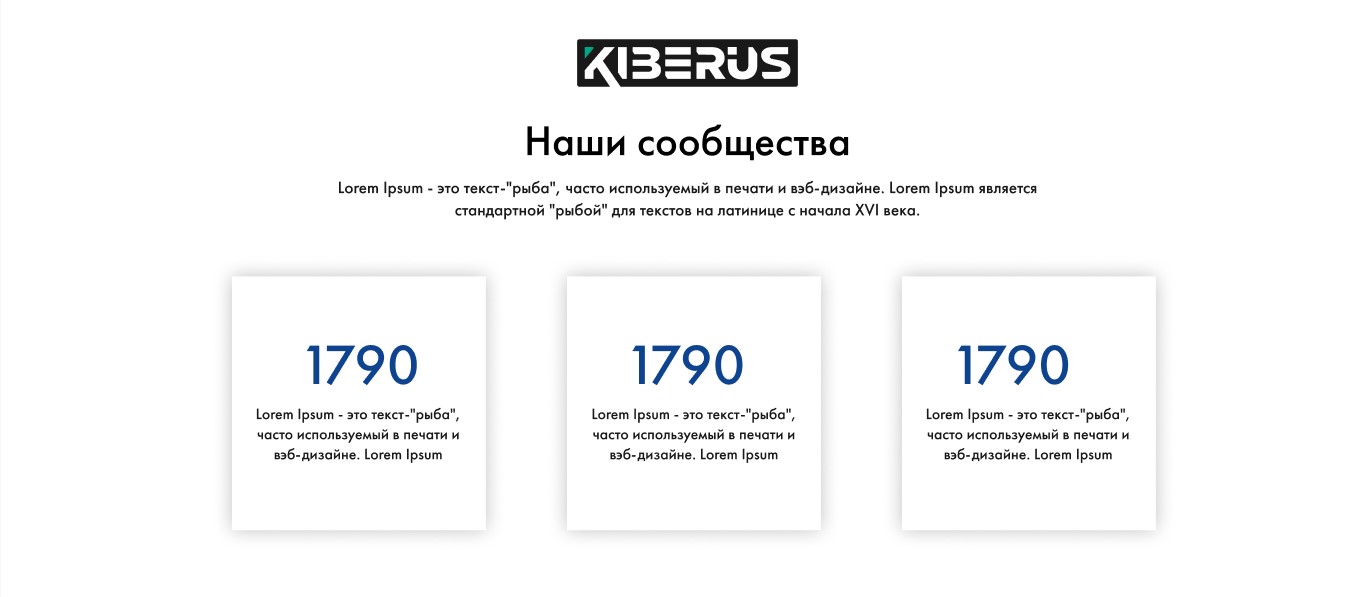 KIBERUS
Наши сообщества
Lorem Ipsum - это текст-"рыба", часто используемый в печати и вэб-дизайне. Lorem Ipsum является
стандартной "рыбой" для текстов на латинице с начала XVI века.
1790
Lorem Ipsum - это текст-"рыба",
часто используемый в печати и
вэб-дизайне. Lorem Ipsum
1790
Lorem Ipsum - это текст-"рыба",
часто используемый в печати и
вэб-дизайне. Lorem Ipsum
1790
Lorem Ipsum - это текст-"рыба",
часто используемый в печати и
вэб-дизайне. Lorem Ipsum